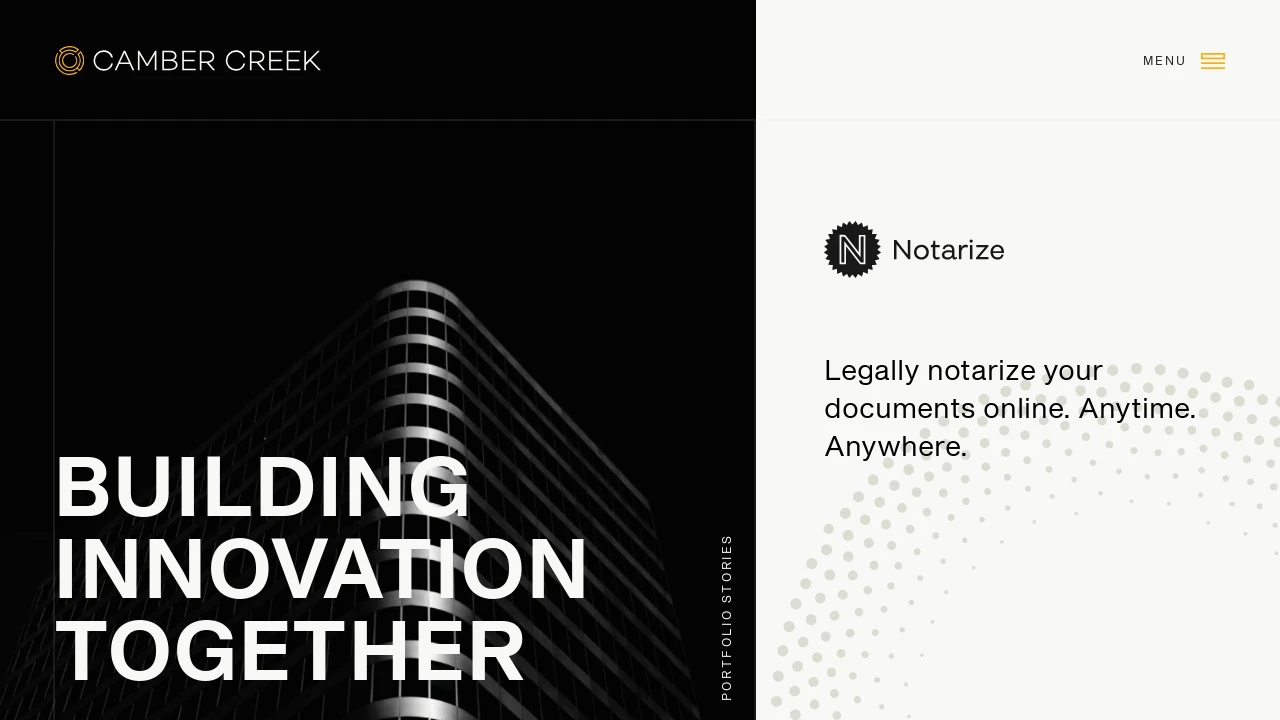 CAMBER CREEK
MENU
N Notarize
Legally notarize your
documents online. Anytime.
Anywhere.
BUILDING
INNOVATION
TOGETHER
PORTFOLIO STORIES